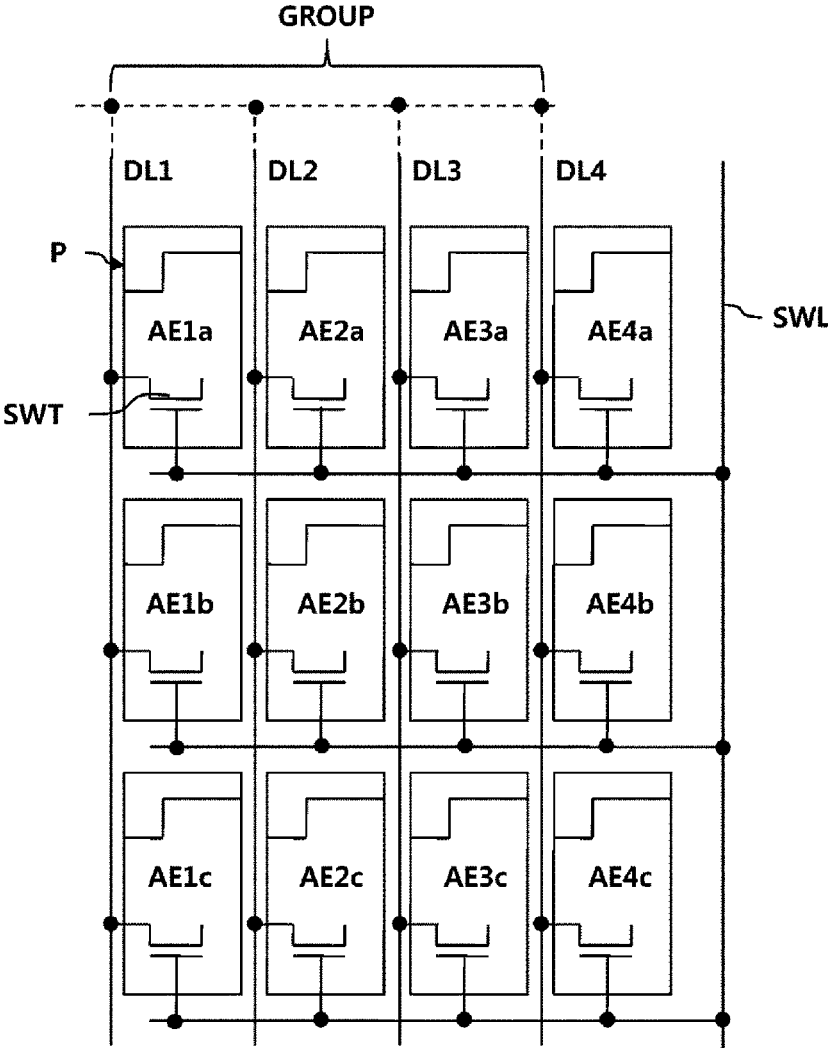 GROUP
DL1 DL2 DL3 DL4
P
AE1a AE2a AE3a AE4a
SWL
SWT
AE1b AE2b AE3b AE4b
AE1c AE2c AE3c AE4c